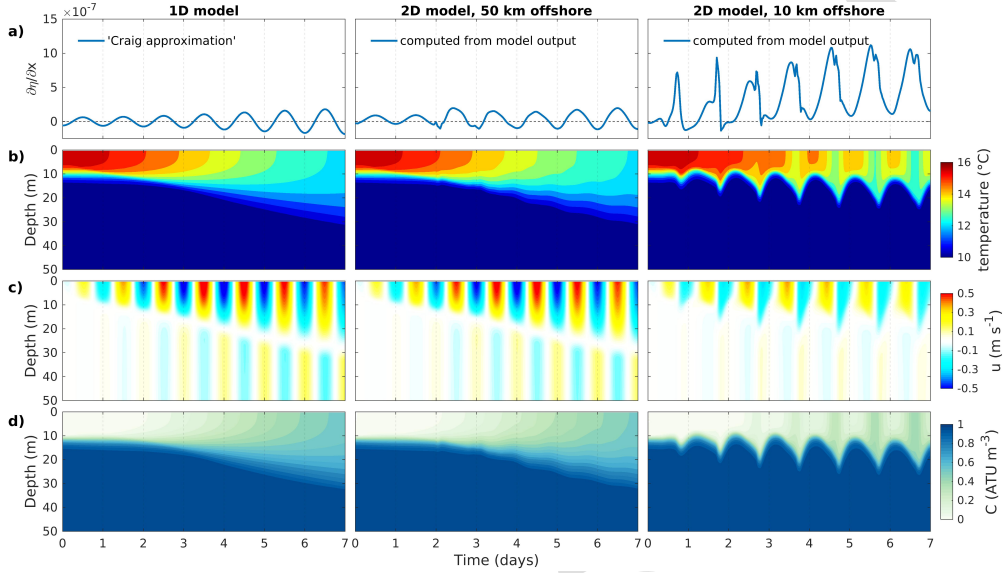 1D model
2D model, 50 km offshore
2D model, 10 km offshore
a)
×10⁻⁷
15
10
5
0
∂η/∂x
'Craig approximation'
computed from model output
computed from model output
b)
0
10
20
30
40
50
Depth (m)
16
14
12
10
temperature (°C)
c)
0
10
20
30
40
50
Depth (m)
0.5
0.3
0.1
-0.1
-0.3
-0.5
u (m s⁻¹)
d)
0
10
20
30
40
50
Depth (m)
1
0.8
0.6
0.4
0.2
0
C (ATU m⁻³)
0 1 2 3 4 5 6 7
0 1 2 3 4 5 6 7
0 1 2 3 4 5 6 7
Time (days)